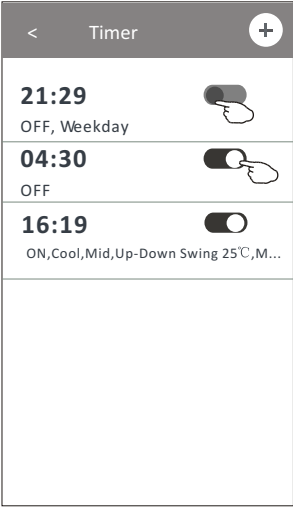 < Timer +
21:29
OFF, Weekday
04:30
OFF
16:19
ON,Cool,Mid,Up-Down Swing 25℃,M...